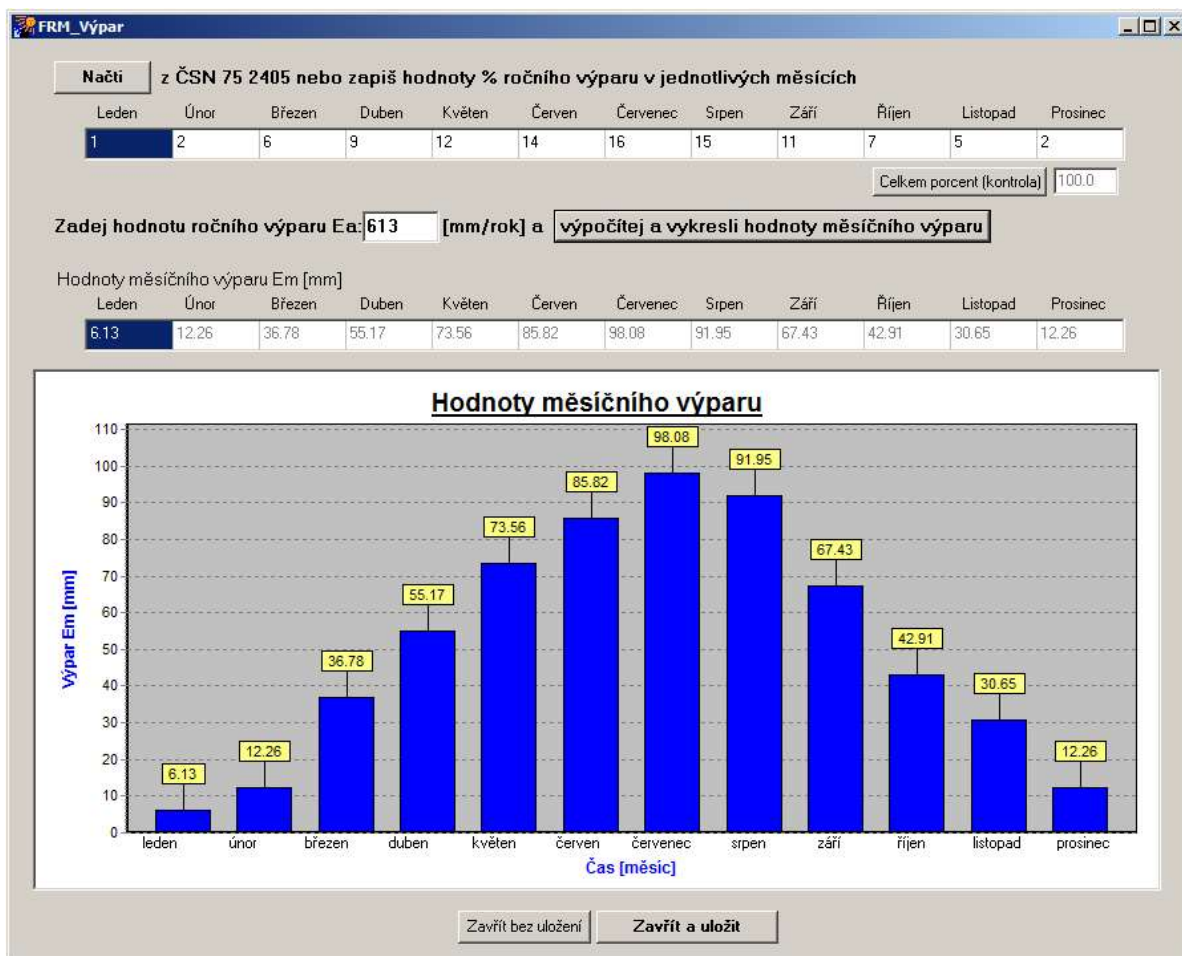 FRM_Výpar
Načti z ČSN 75 2405 nebo zapiš hodnoty % ročního výparu v jednotlivých měsících
Leden Únor Březen Duben Květen Červen Červenec Srpen Září Říjen Listopad Prosinec
1 2 6 9 12 14 16 15 11 7 5 2
Celkem porcent (kontrola) 100.0
Zadej hodnotu ročního výparu Ea: 613 [mm/rok] a výpočítej a vykresli hodnoty měsíčního výparu
Hodnoty měsíčního výparu Em [mm]
Leden Únor Březen Duben Květen Červen Červenec Srpen Září Říjen Listopad Prosinec
6.13 12.26 36.78 55.17 73.56 85.82 98.08 91.95 67.43 42.91 30.65 12.26
Hodnoty měsíčního výparu
110
100
90
80
70
60
50
40
30
20
10
0
Výpar Em [mm]
6.13
12.26
36.78
55.17
73.56
85.82
98.08
91.95
67.43
42.91
30.65
12.26
leden únor březen duben květen červen červenec srpen září říjen listopad prosinec
Čas [měsíc]
Zavřít bez uložení Zavřít a uložit